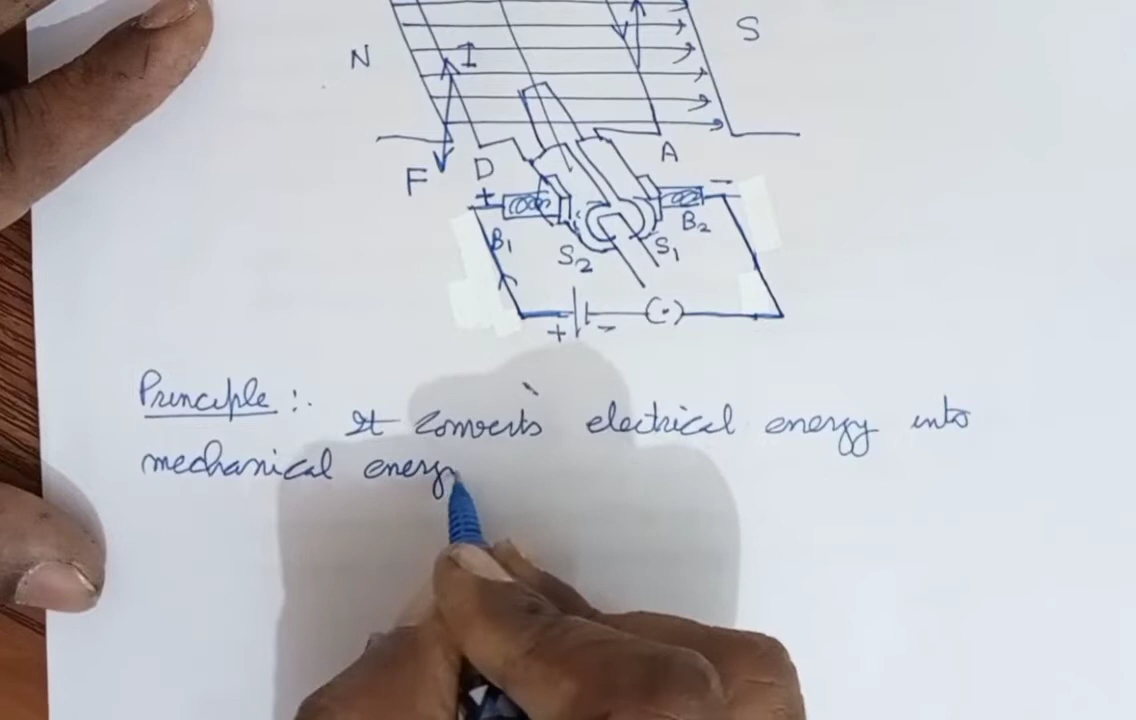 N I S
F D A
+ B₁ S₂ S₁ B₂ –
+ –
Principle :- It converts electrical energy into
mechanical energy